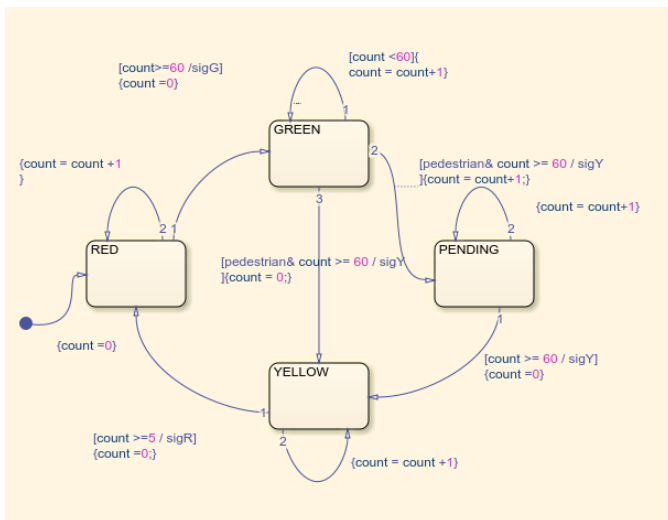 [count <60]{
count = count+1}
[count>=60 /sigG]
{count =0}
...
1
GREEN
2
3
[pedestrian& count >= 60 / sigY
]{count = count+1;}
{count = count +1
}
{count = count+1}
2 1
RED
2
PENDING
[pedestrian& count >= 60 / sigY
]{count = 0;}
1
{count =0}
[count >= 60 / sigY]
{count =0}
YELLOW
1
2
[count >=5 / sigR]
{count =0;}
{count = count +1}